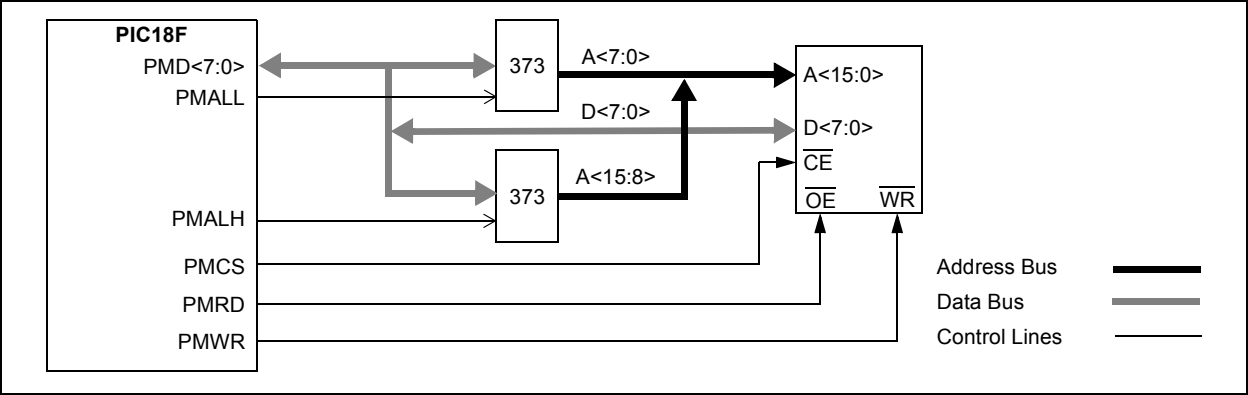 PIC18F
PMD<7:0>
PMALL
PMALH
PMCS
PMRD
PMWR
373
A<7:0>
D<7:0>
373
A<15:8>
A<15:0>
D<7:0>
CE
OE
WR
Address Bus
Data Bus
Control Lines